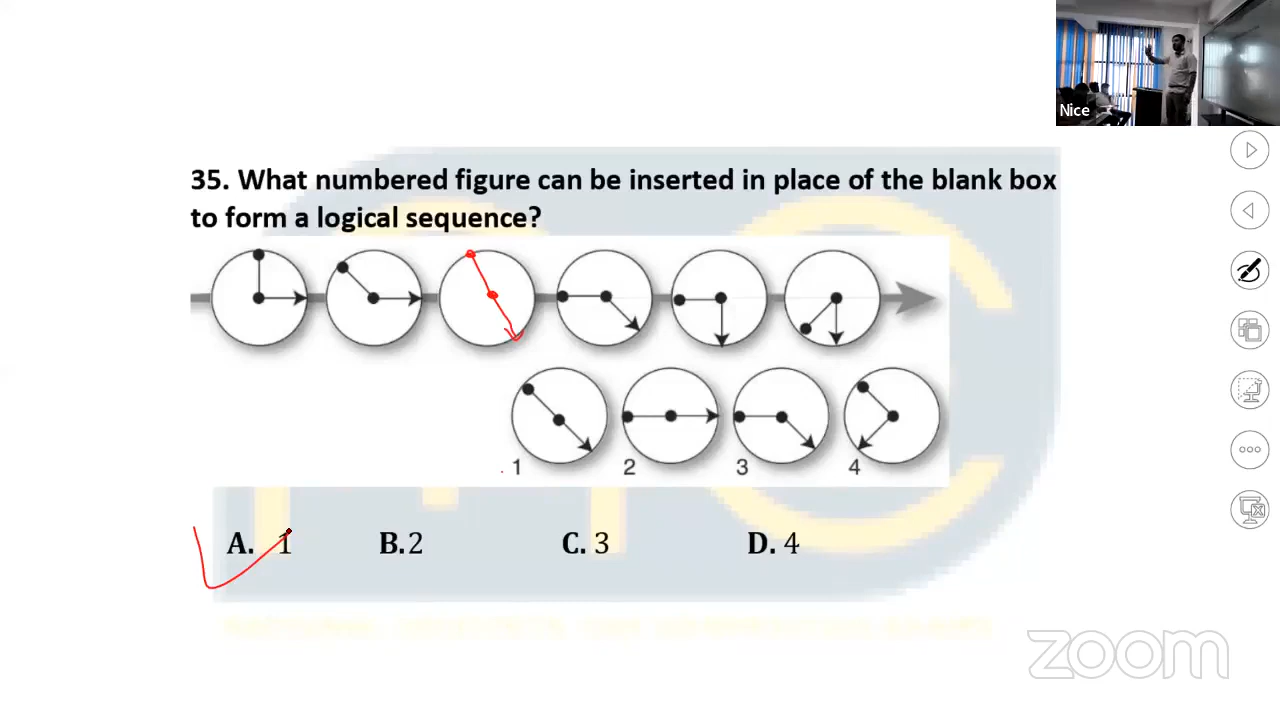 Nice
35. What numbered figure can be inserted in place of the blank box
to form a logical sequence?
1 2 3 4
A. 1 B.2 C. 3 D. 4
zoom